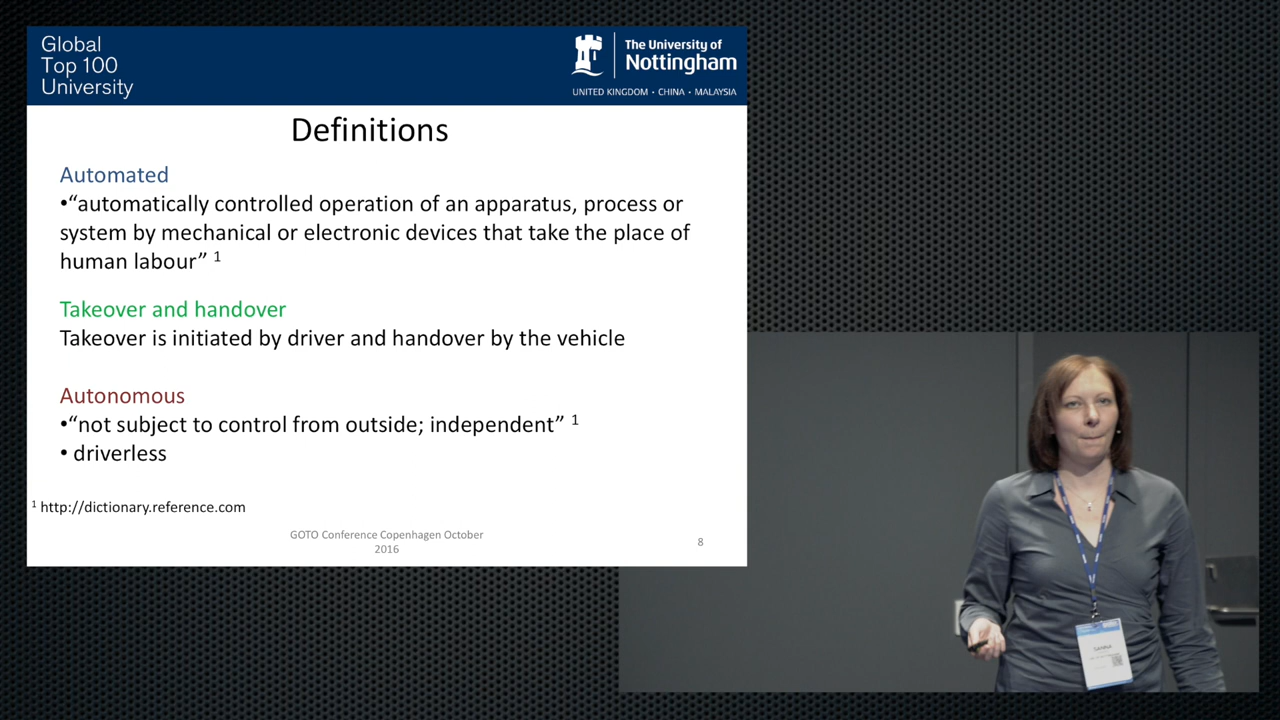 Global
Top 100
University
The University of
Nottingham
UNITED KINGDOM • CHINA • MALAYSIA
Definitions
Automated
•“automatically controlled operation of an apparatus, process or
system by mechanical or electronic devices that take the place of
human labour” 1
Takeover and handover
Takeover is initiated by driver and handover by the vehicle
Autonomous
•“not subject to control from outside; independent” 1
• driverless
1 http://dictionary.reference.com
GOTO Conference Copenhagen October
2016
8